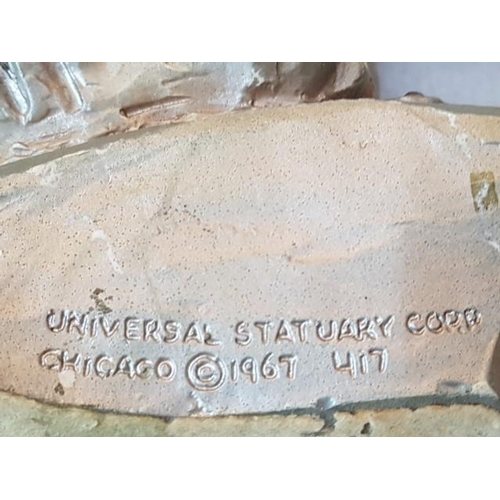 UNIVERSAL STATUARY CORP
CHICAGO ©1967 417